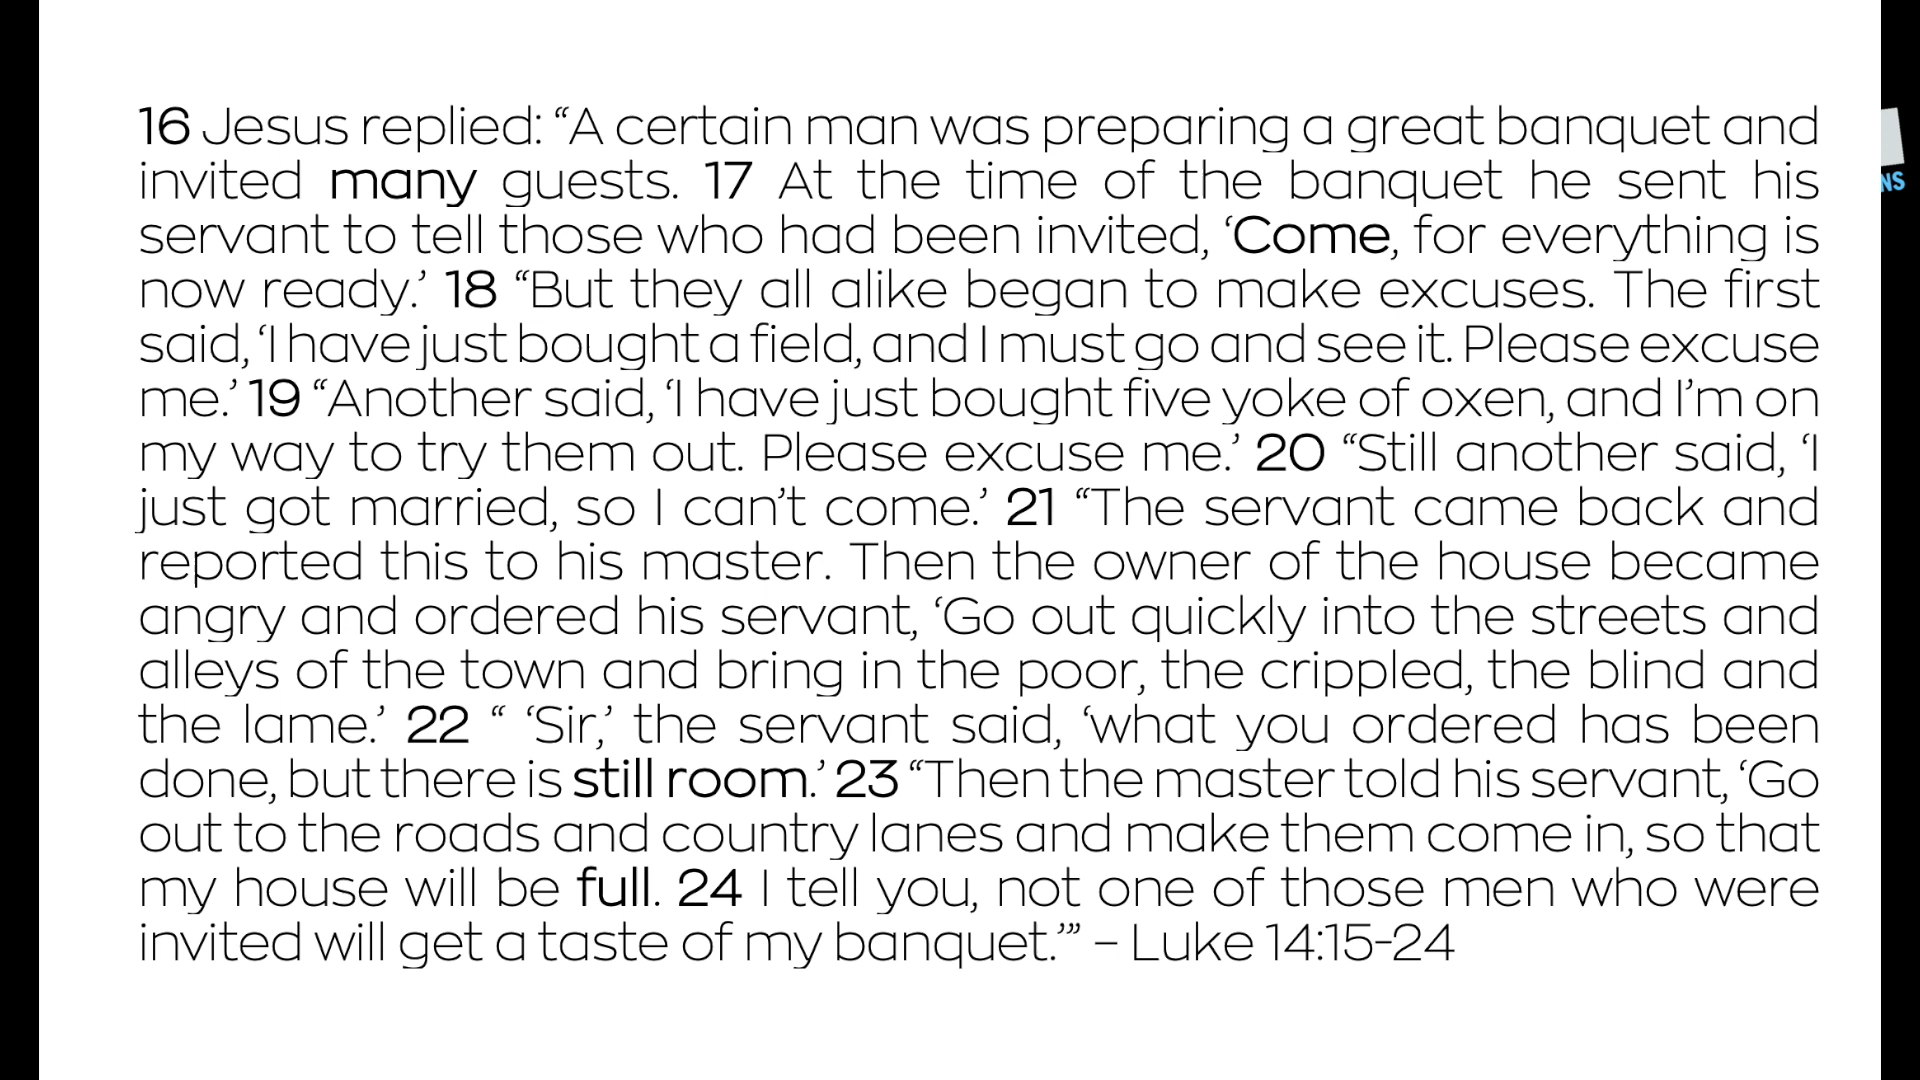 16 Jesus replied: “A certain man was preparing a great banquet and
invited many guests. 17 At the time of the banquet he sent his
servant to tell those who had been invited, ‘Come, for everything is
now ready.’ 18 “But they all alike began to make excuses. The first
said, ‘I have just bought a field, and I must go and see it. Please excuse
me.’ 19 “Another said, ‘I have just bought five yoke of oxen, and I’m on
my way to try them out. Please excuse me.’ 20 “Still another said, ‘I
just got married, so I can’t come.’ 21 “The servant came back and
reported this to his master. Then the owner of the house became
angry and ordered his servant, ‘Go out quickly into the streets and
alleys of the town and bring in the poor, the crippled, the blind and
the lame.’ 22 “ ‘Sir,’ the servant said, ‘what you ordered has been
done, but there is still room.’ 23 “Then the master told his servant, ‘Go
out to the roads and country lanes and make them come in, so that
my house will be full. 24 I tell you, not one of those men who were
invited will get a taste of my banquet.’” – Luke 14:15-24
NS